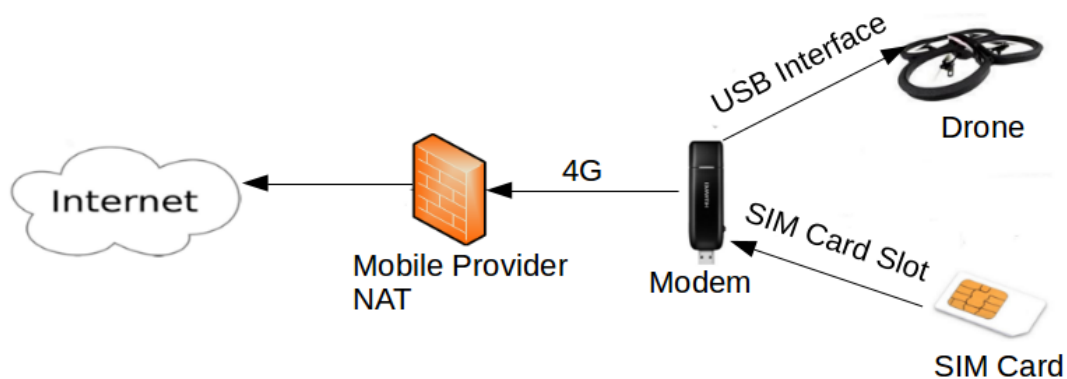 USB Interface
Drone
4G
Internet
SIM Card Slot
Mobile Provider
NAT
Modem
SIM Card